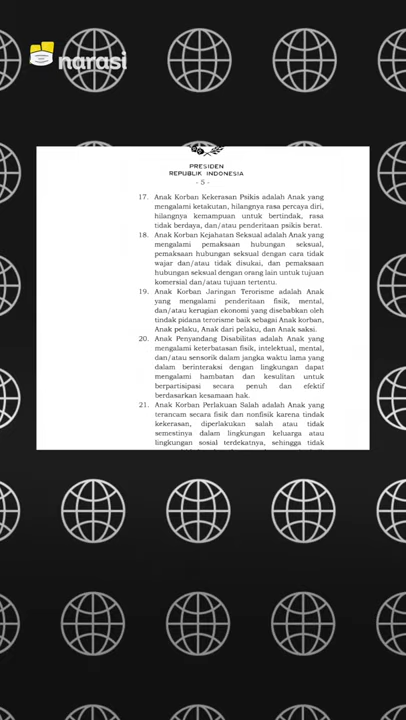 narasi
PRESIDEN
REPUBLIK INDONESIA
- 5 -
17. Anak Korban Kekerasan Psikis adalah Anak yang
mengalami ketakutan, hilangnya rasa percaya diri,
hilangnya kemampuan untuk bertindak, rasa
tidak berdaya, dan/atau penderitaan psikis berat.
18. Anak Korban Kejahatan Seksual adalah Anak yang
mengalami pemaksaan hubungan seksual,
pemaksaan hubungan seksual dengan cara tidak
wajar dan/atau tidak disukai, dan pemaksaan
hubungan seksual dengan orang lain untuk tujuan
komersial dan/atau tujuan tertentu.
19. Anak Korban Jaringan Terorisme adalah Anak
yang mengalami penderitaan fisik, mental,
dan/atau kerugian ekonomi yang disebabkan oleh
tindak pidana terorisme baik sebagai Anak korban,
Anak pelaku, Anak dari pelaku, dan Anak saksi.
20. Anak Penyandang Disabilitas adalah Anak yang
mengalami keterbatasan fisik, intelektual, mental,
dan/atau sensorik dalam jangka waktu lama yang
dalam berinteraksi dengan lingkungan dapat
mengalami hambatan dan kesulitan untuk
berpartisipasi secara penuh dan efektif
berdasarkan kesamaan hak.
21. Anak Korban Perlakuan Salah adalah Anak yang
terancam secara fisik dan nonfisik karena tindak
kekerasan, diperlakukan salah atau tidak
semestinya dalam lingkungan keluarga atau
lingkungan sosial terdekatnya, sehingga tidak